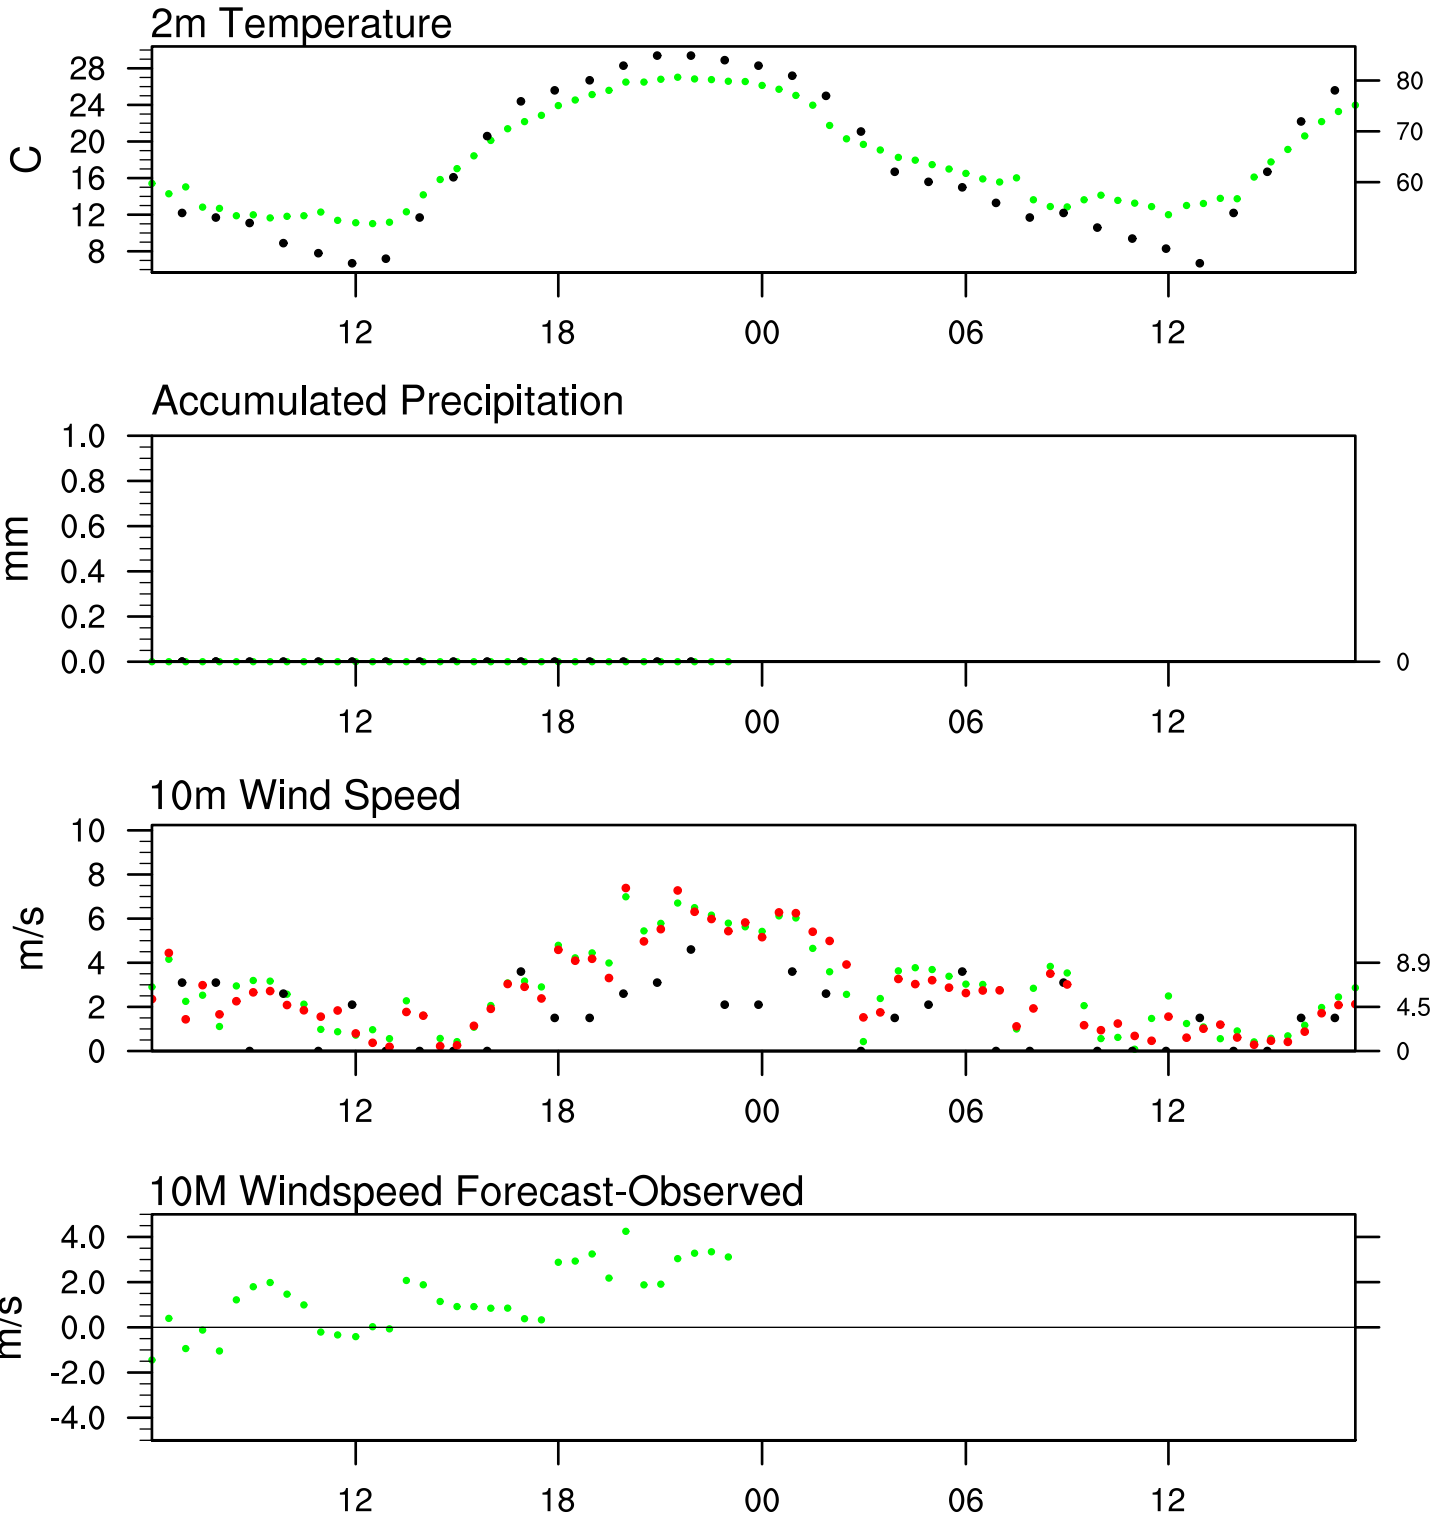 2m Temperature
28
24
20
16
12
8
C
80
70
60
12 18 00 06 12
Accumulated Precipitation
1.0
0.8
0.6
0.4
0.2
0.0
mm
0
12 18 00 06 12
10m Wind Speed
10
8
6
4
2
0
m/s
8.9
4.5
0
12 18 00 06 12
10M Windspeed Forecast-Observed
4.0
2.0
0.0
-2.0
-4.0
m/s
12 18 00 06 12